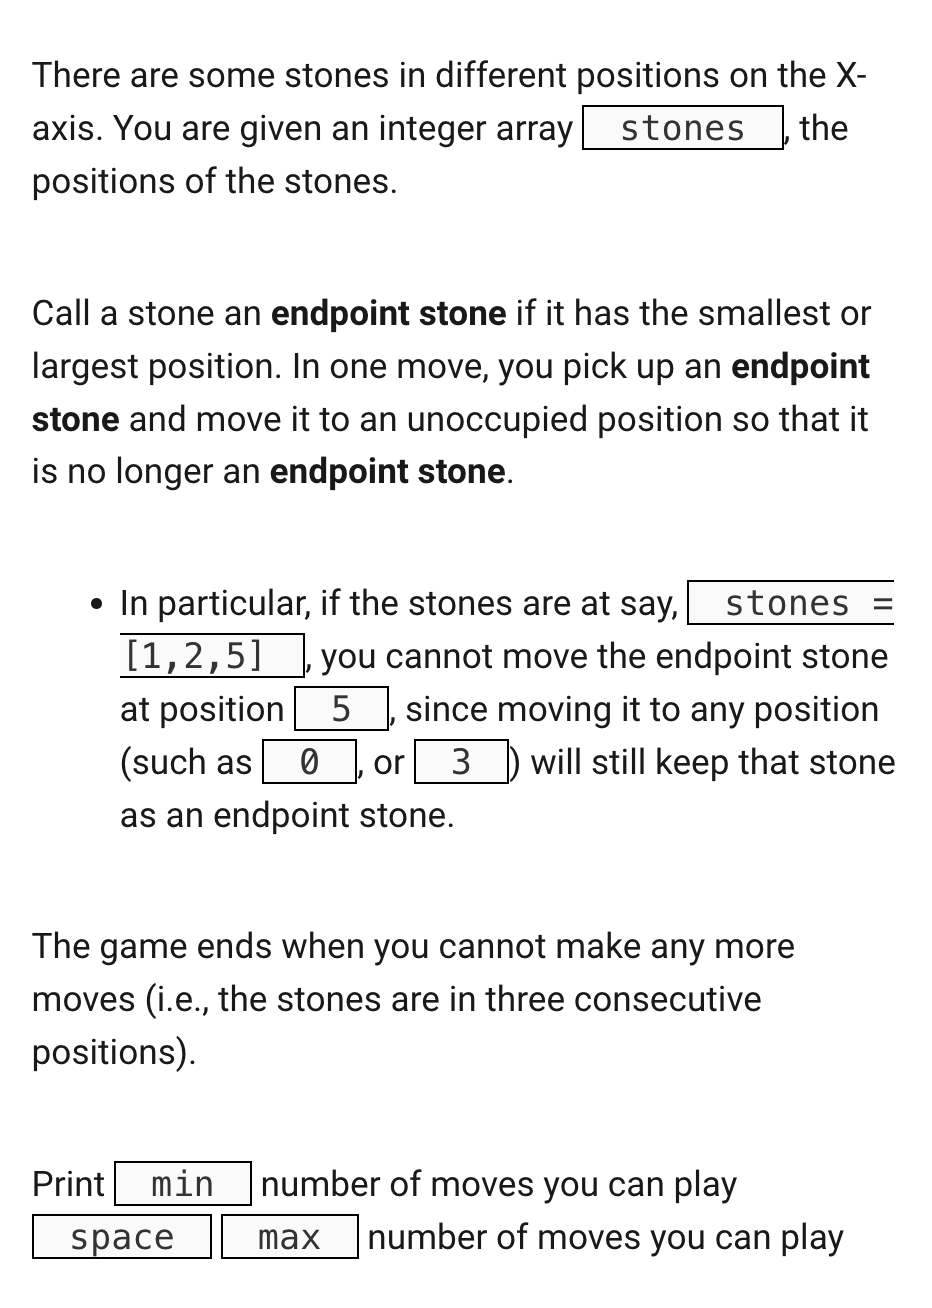 There are some stones in different positions on the X-
axis. You are given an integer array stones , the
positions of the stones.
Call a stone an endpoint stone if it has the smallest or
largest position. In one move, you pick up an endpoint
stone and move it to an unoccupied position so that it
is no longer an endpoint stone.
• In particular, if the stones are at say, stones =
[1,2,5] , you cannot move the endpoint stone
at position 5 , since moving it to any position
(such as 0 , or 3 ) will still keep that stone
as an endpoint stone.
The game ends when you cannot make any more
moves (i.e., the stones are in three consecutive
positions).
Print min number of moves you can play
space max number of moves you can play